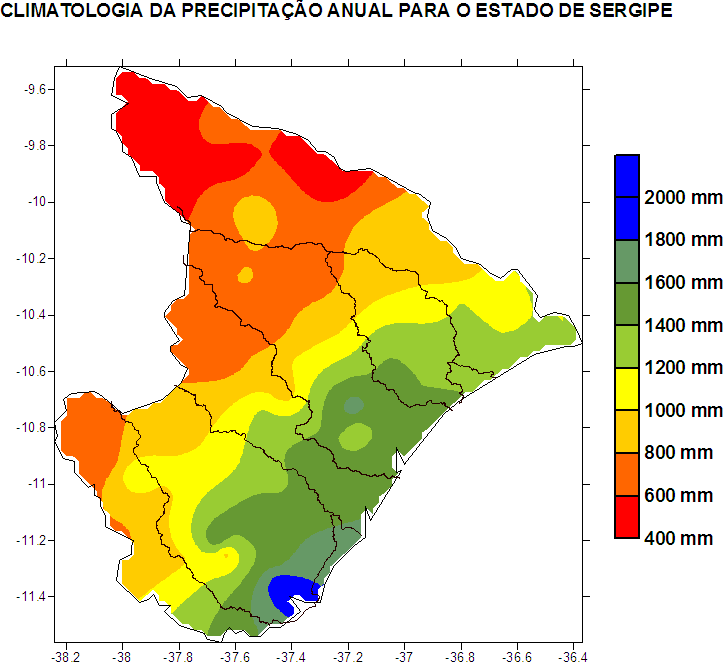 CLIMATOLOGIA DA PRECIPITAÇÃO ANUAL PARA O ESTADO DE SERGIPE
-9.6
-9.8
-10
-10.2
-10.4
-10.6
-10.8
-11
-11.2
-11.4
-38.2 -38 -37.8 -37.6 -37.4 -37.2 -37 -36.8 -36.6 -36.4
2000 mm
1800 mm
1600 mm
1400 mm
1200 mm
1000 mm
800 mm
600 mm
400 mm